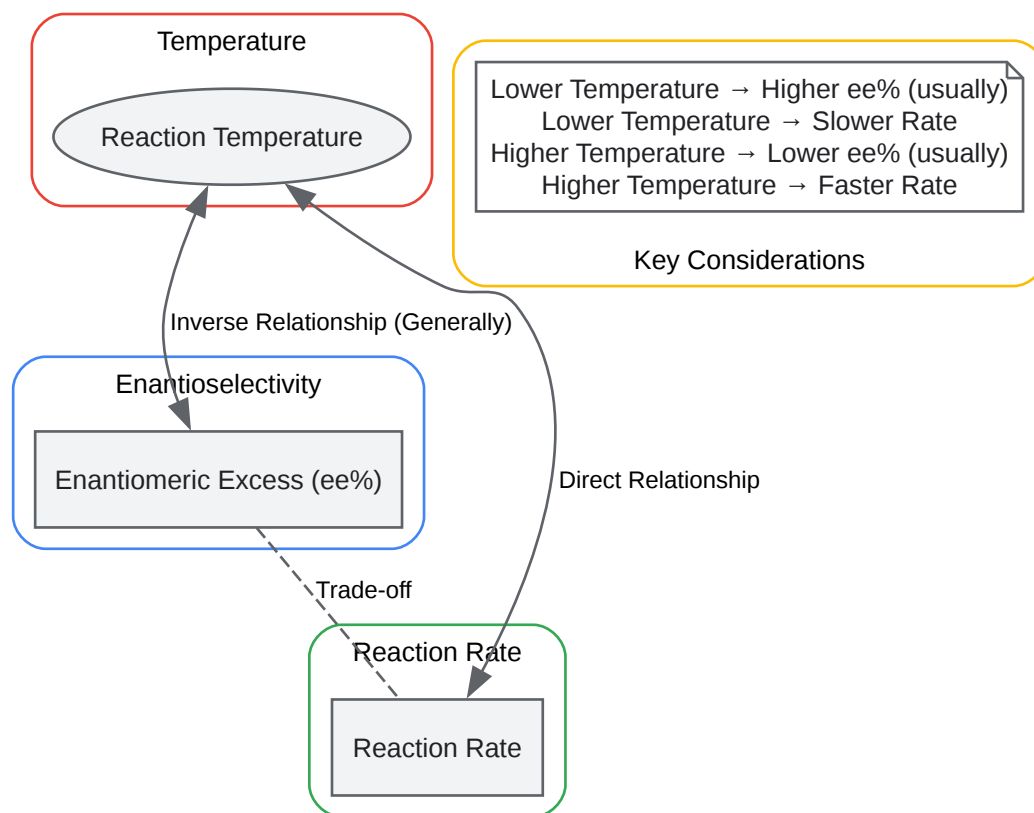 Temperature
Reaction Temperature
Lower Temperature → Higher ee% (usually)
Lower Temperature → Slower Rate
Higher Temperature → Lower ee% (usually)
Higher Temperature → Faster Rate
Key Considerations
Inverse Relationship (Generally)
Enantioselectivity
Enantiomeric Excess (ee%)
Direct Relationship
Trade-off
Reaction Rate
Reaction Rate